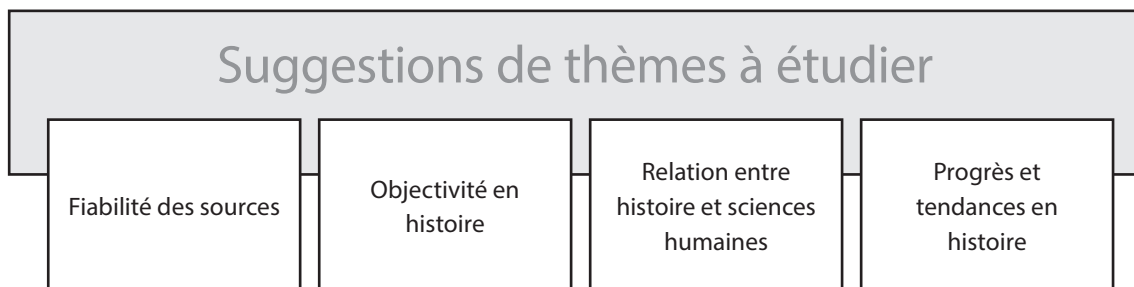 Suggestions de thèmes à étudier
Fiabilité des sources
Objectivité en
histoire
Relation entre
histoire et sciences
humaines
Progrès et
tendances en
histoire